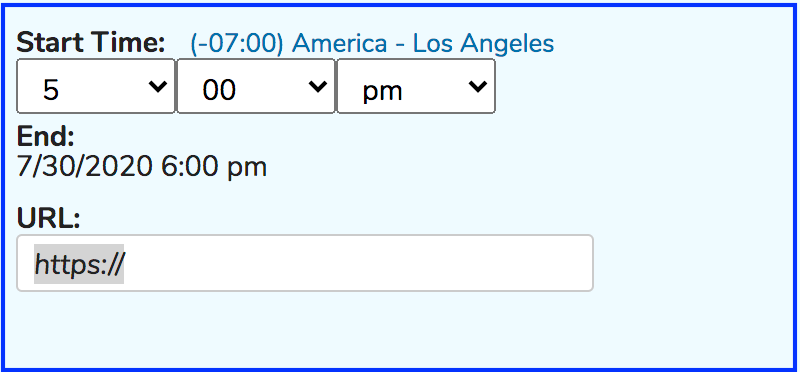 Start Time: (-07:00) America - Los Angeles
5 00 pm
End:
7/30/2020 6:00 pm
URL:
https://